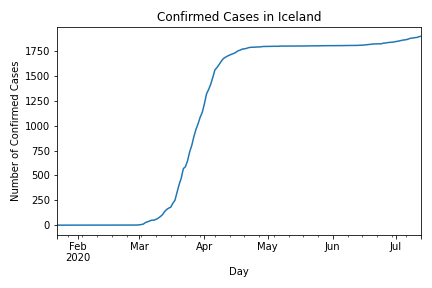 Confirmed Cases in Iceland
Number of Confirmed Cases
1750
1500
1250
1000
750
500
250
0
Feb Mar Apr May Jun Jul
2020
Day